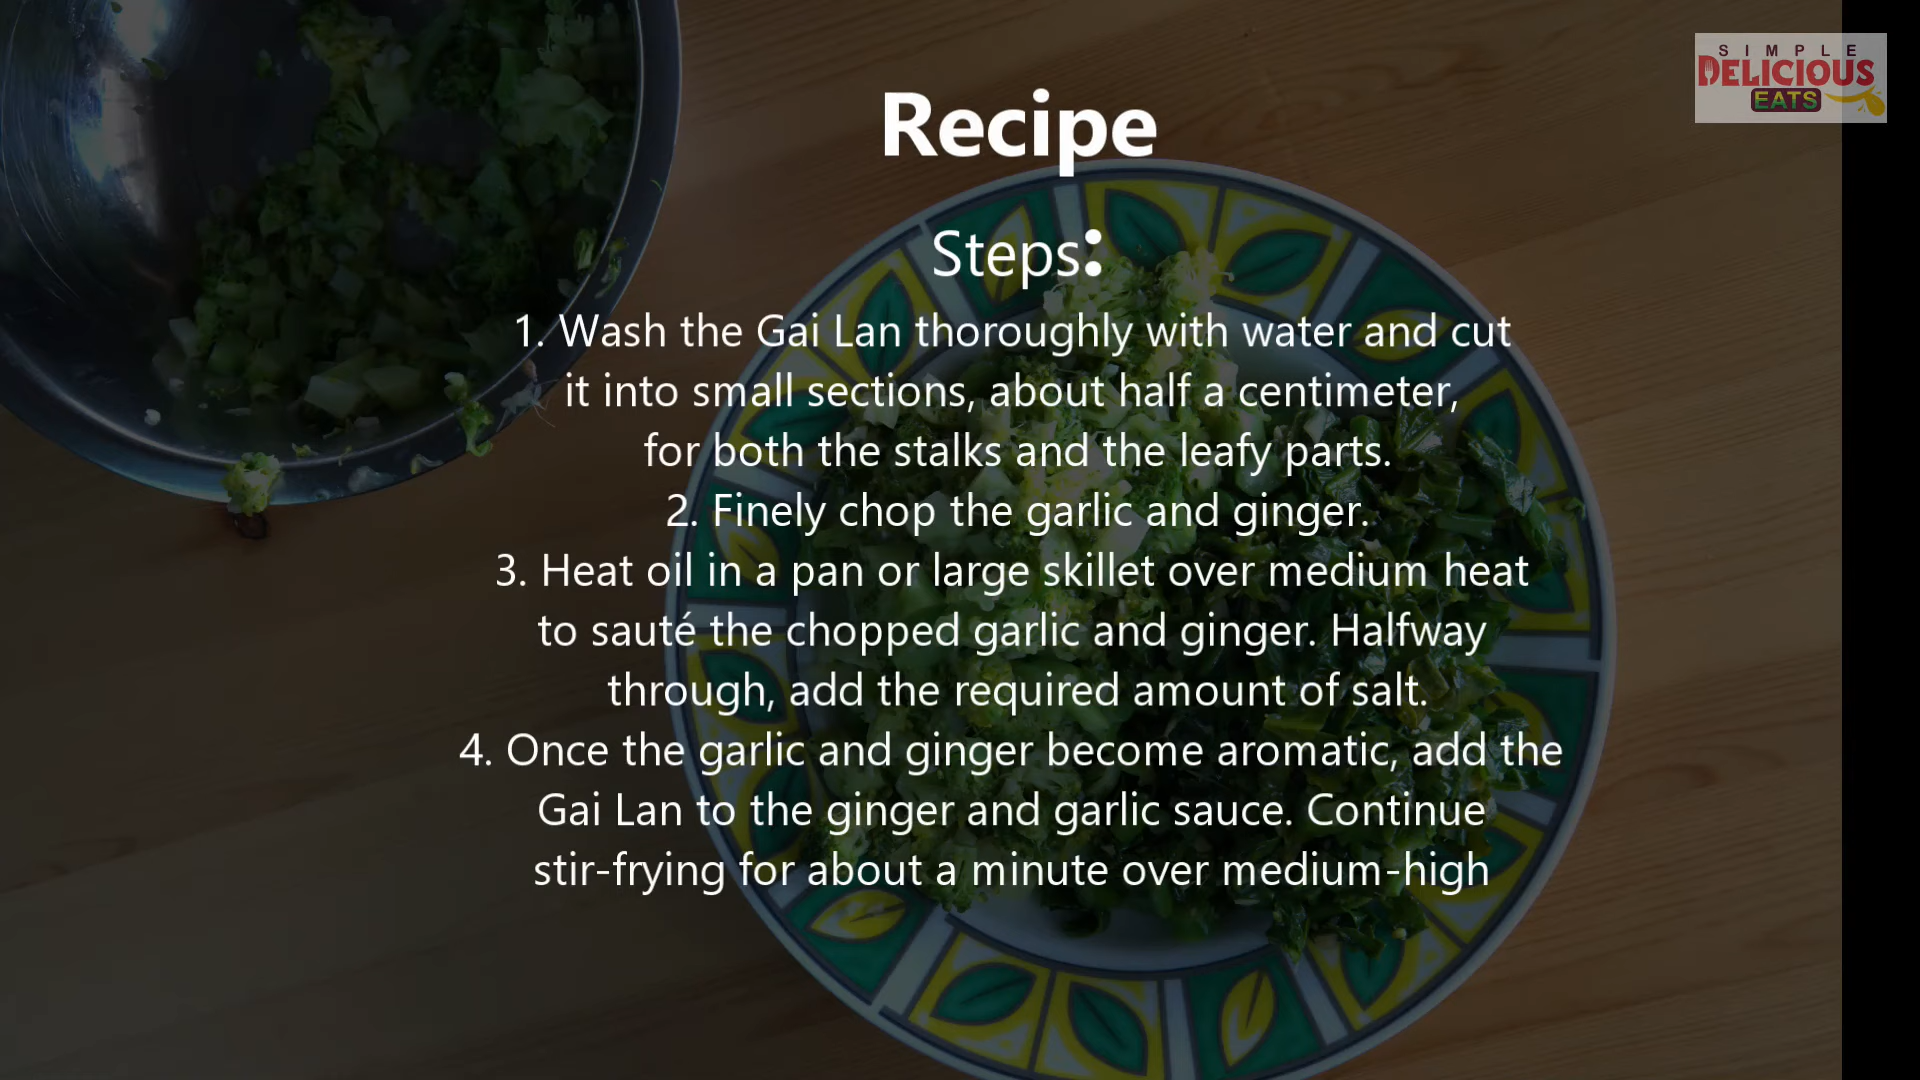 SIMPLE
DELICIOUS
EATS
Recipe
Steps:
1. Wash the Gai Lan thoroughly with water and cut
it into small sections, about half a centimeter,
for both the stalks and the leafy parts.
2. Finely chop the garlic and ginger.
3. Heat oil in a pan or large skillet over medium heat
to sauté the chopped garlic and ginger. Halfway
through, add the required amount of salt.
4. Once the garlic and ginger become aromatic, add the
Gai Lan to the ginger and garlic sauce. Continue
stir-frying for about a minute over medium-high